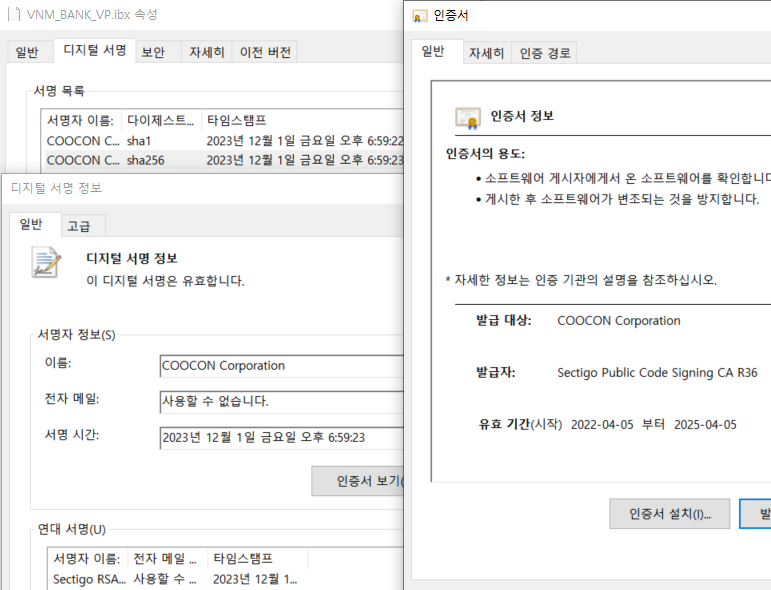 VNM_BANK_VP.ibx 속성
일반 디지털 서명 보안 자세히 이전 버전
서명 목록
서명자 이름: 다이제스트... 타임스탬프
COOCON C... sha1 2023년 12월 1일 금요일 오후 6:59:22
COOCON C... sha256 2023년 12월 1일 금요일 오후 6:59:23
디지털 서명 정보
일반 고급
디지털 서명 정보
이 디지털 서명은 유효합니다.
서명자 정보(S)
이름: COOCON Corporation
전자 메일: 사용할 수 없습니다.
서명 시간: 2023년 12월 1일 금요일 오후 6:59:23
인증서 보기(
연대 서명(U)
서명자 이름: 전자 메일 ... 타임스탬프
Sectigo RSA... 사용할 수 ... 2023년 12월 1...
인증서
일반 자세히 인증 경로
인증서 정보
인증서의 용도:
• 소프트웨어 게시자에게서 온 소프트웨어를 확인합니다
• 게시한 후 소프트웨어가 변조되는 것을 방지합니다.
* 자세한 정보는 인증 기관의 설명을 참조하십시오.
발급 대상: COOCON Corporation
발급자: Sectigo Public Code Signing CA R36
유효 기간(시작) 2022-04-05 부터 2025-04-05
인증서 설치(I)... 발